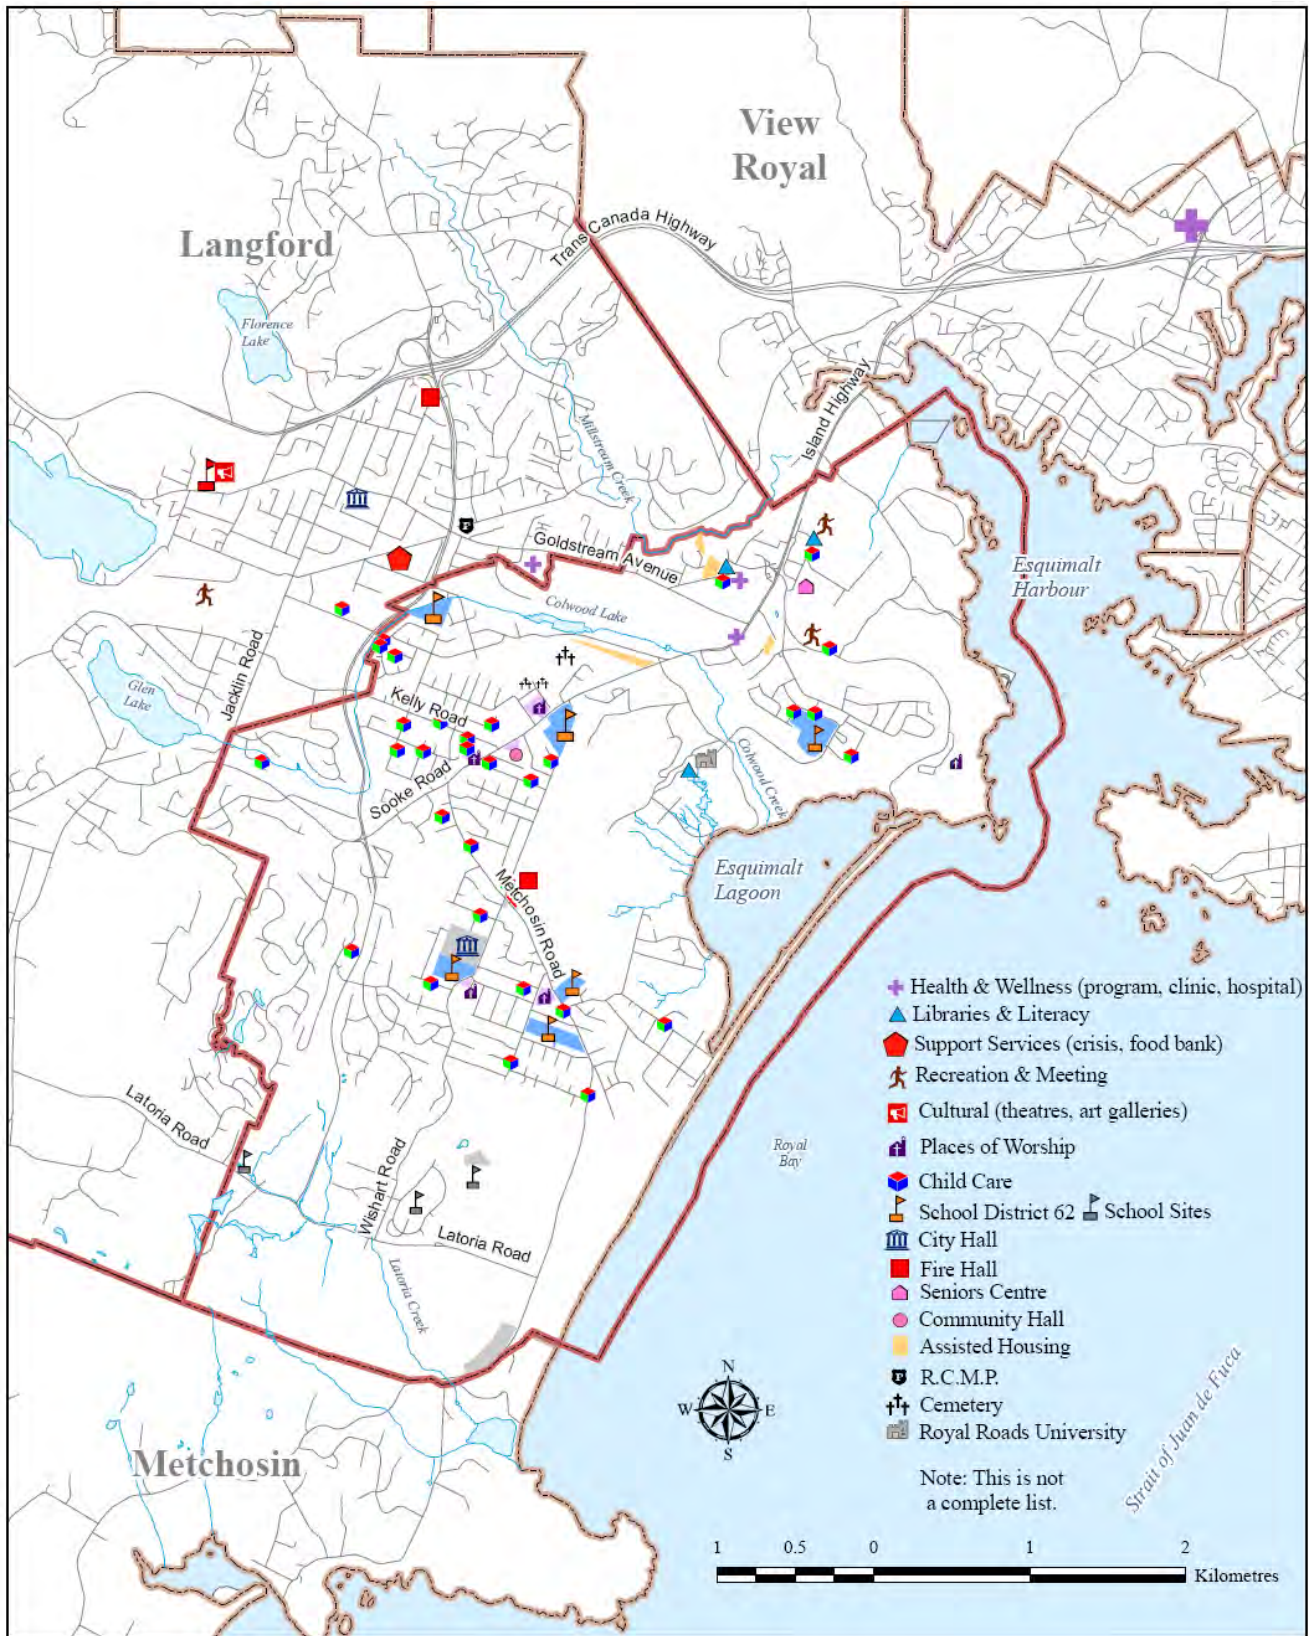 View
Royal
Trans Canada Highway
Langford
Florence
Lake
Island Highway
Millstream Creek
Goldstream Avenue
Esquimalt
Harbour
Colwood Lake
Jacklin Road
Glen
Lake
Kelly Road
Colwood Creek
Sooke Road
Esquimalt
Lagoon
Metchosin Road
Health & Wellness (program, clinic, hospital)
Libraries & Literacy
Support Services (crisis, food bank)
Recreation & Meeting
Cultural (theatres, art galleries)
Places of Worship
Child Care
School District 62 School Sites
City Hall
Fire Hall
Seniors Centre
Community Hall
Assisted Housing
R.C.M.P.
Cemetery
Royal Roads University
Note: This is not
a complete list.
Latoria Road
Royal
Bay
Wishart Road
Latoria Road
Latoria Creek
Strait of Juan de Fuca
N
W E
S
Metchosin
1 0.5 0 1 2
Kilometres